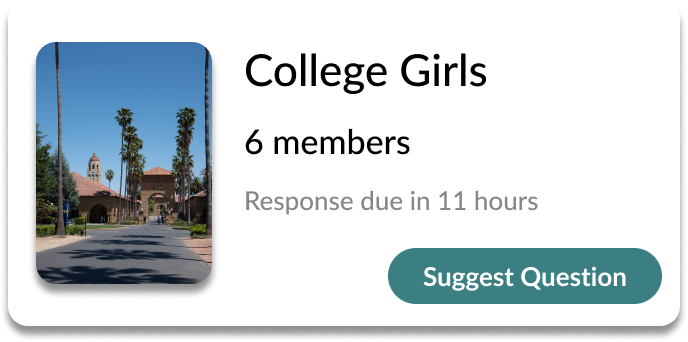 College Girls
6 members
Response due in 11 hours
Suggest Question